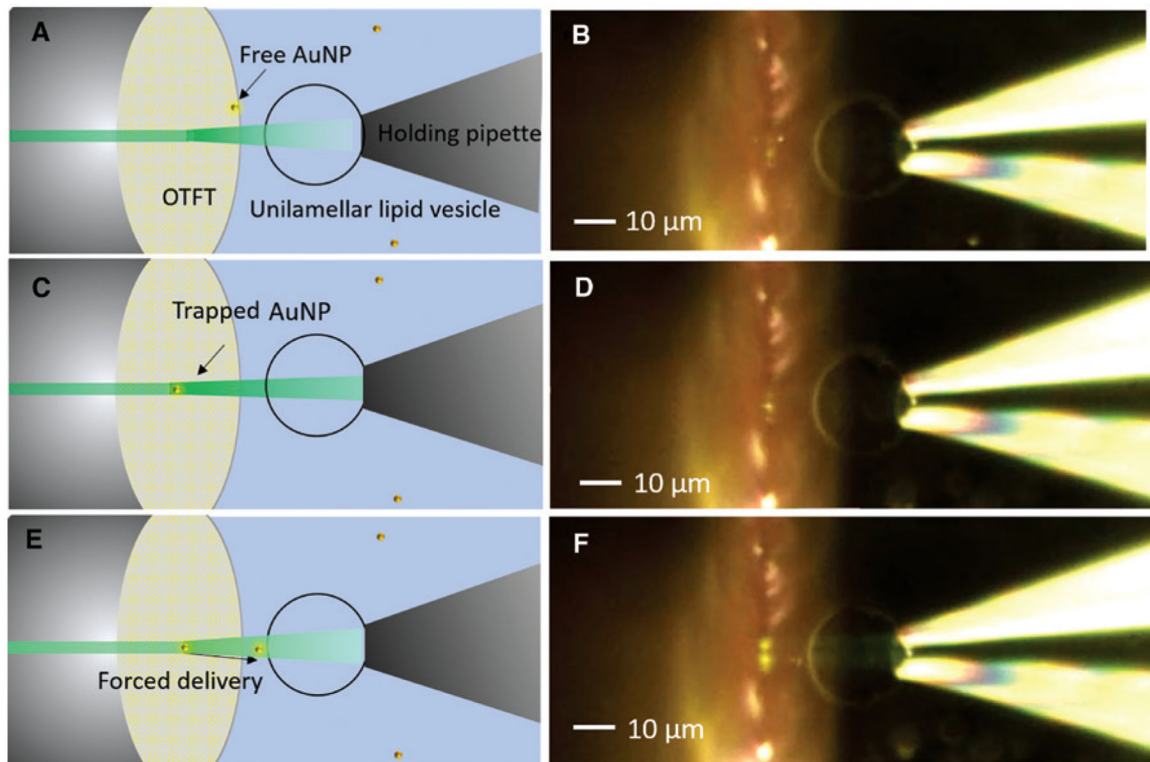 A
Free AuNP
Holding pipette
OTFT
Unilamellar lipid vesicle
B
10 μm
C
Trapped AuNP
D
10 μm
E
Forced delivery
F
10 μm